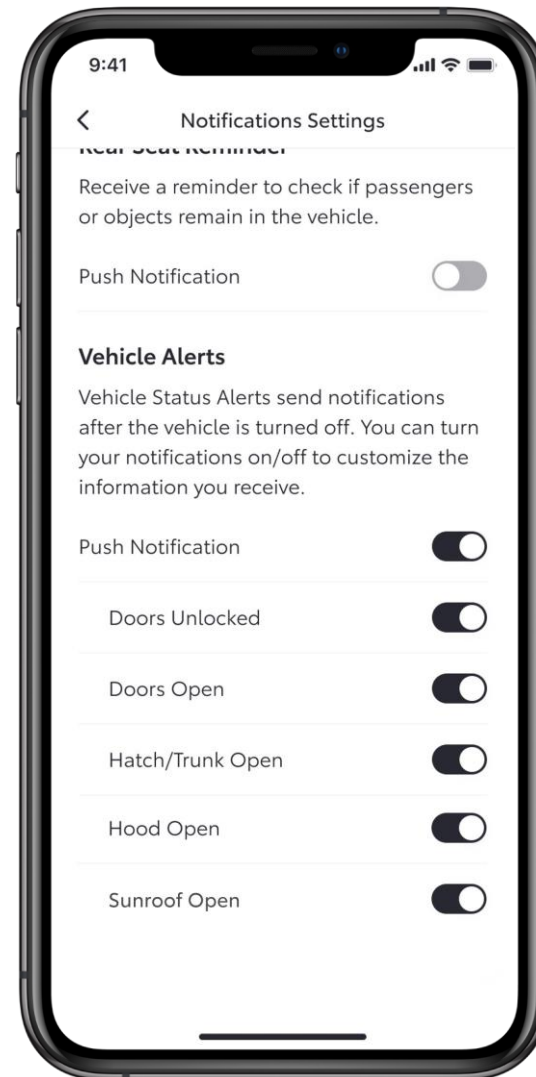 9:41
Notifications Settings
Rear Seat Reminder
Receive a reminder to check if passengers
or objects remain in the vehicle.
Push Notification
Vehicle Alerts
Vehicle Status Alerts send notifications
after the vehicle is turned off. You can turn
your notifications on/off to customize the
information you receive.
Push Notification
Doors Unlocked
Doors Open
Hatch/Trunk Open
Hood Open
Sunroof Open